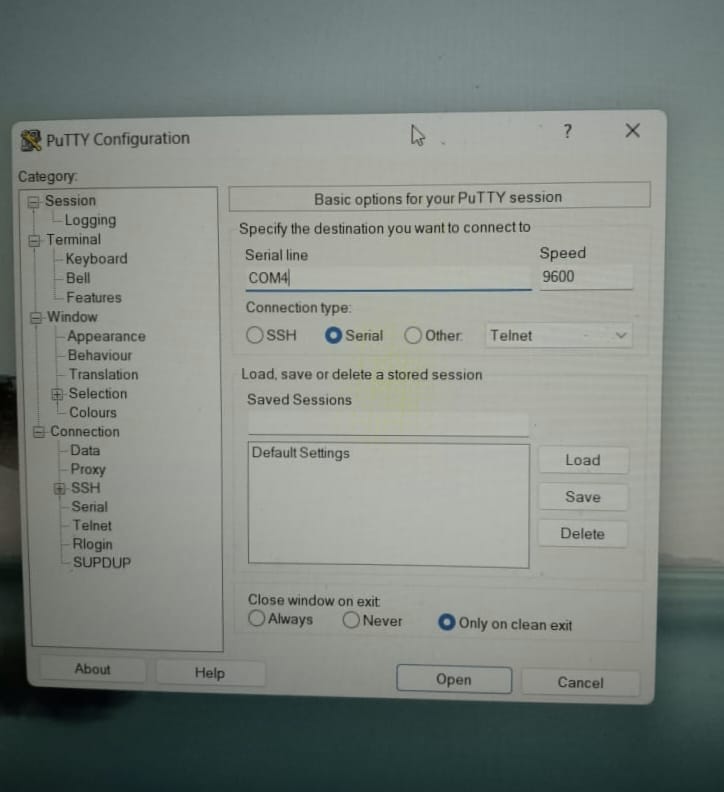 PuTTY Configuration
?
Category:
Session
Logging
Terminal
Keyboard
Bell
Features
Window
Appearance
Behaviour
Translation
Selection
Colours
Connection
Data
Proxy
SSH
Serial
Telnet
Rlogin
SUPDUP
Basic options for your PuTTY session
Specify the destination you want to connect to
Serial line Speed
COM4 9600
Connection type:
SSH Serial Other: Telnet
Load, save or delete a stored session
Saved Sessions
Default Settings
Load
Save
Delete
Close window on exit:
Always Never Only on clean exit
About Help Open Cancel